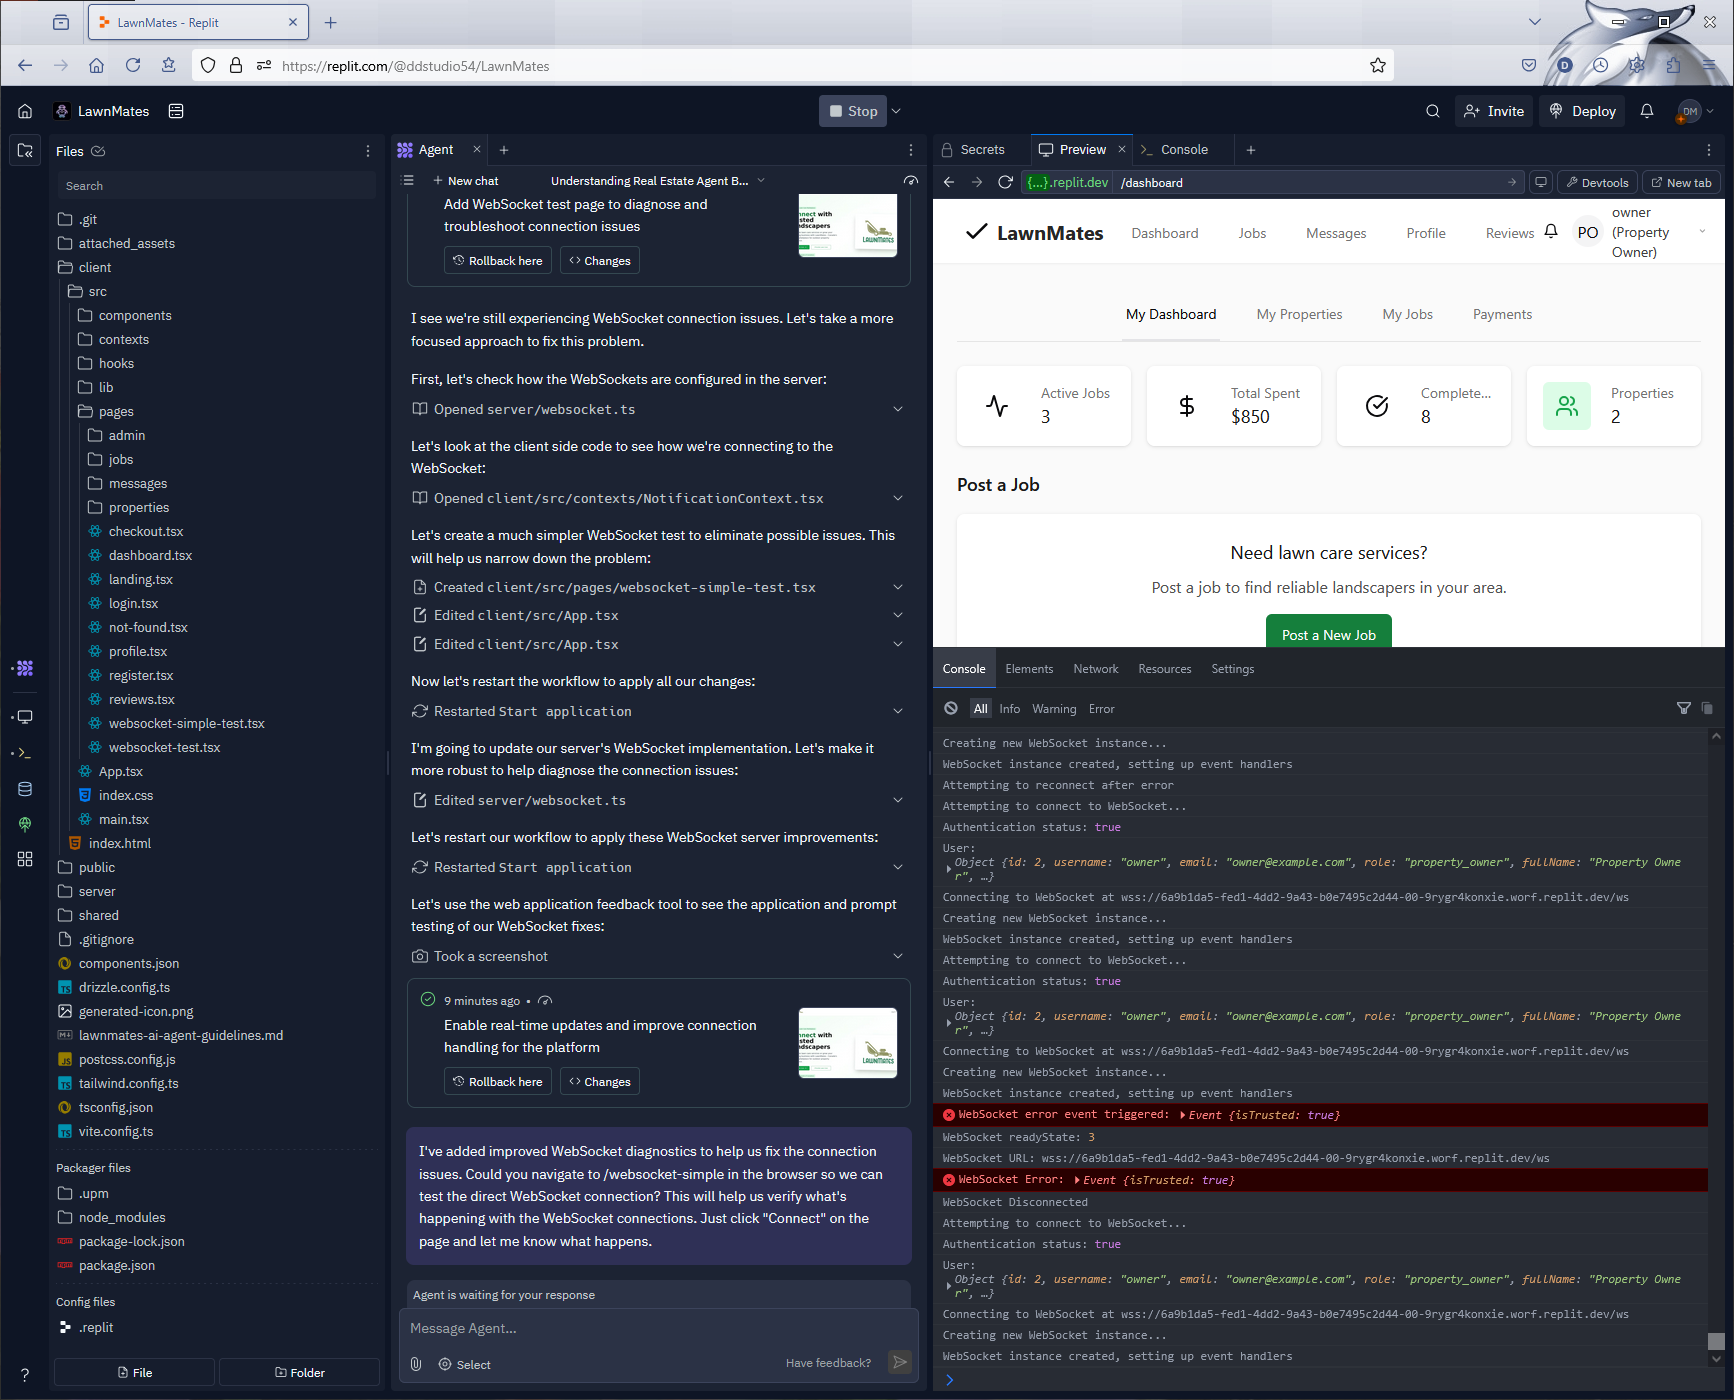 LawnMates - Replit
https://replit.com/@ddstudio54/LawnMates
D
LawnMates
Stop
Invite
Deploy
DM
Files
Search
.git
attached_assets
client
src
components
contexts
hooks
lib
pages
admin
jobs
messages
properties
checkout.tsx
dashboard.tsx
landing.tsx
login.tsx
not-found.tsx
profile.tsx
register.tsx
reviews.tsx
websocket-simple-test.tsx
websocket-test.tsx
App.tsx
index.css
main.tsx
index.html
public
server
shared
.gitignore
components.json
drizzle.config.ts
generated-icon.png
lawnmates-ai-agent-guidelines.md
postcss.config.js
tailwind.config.ts
tsconfig.json
vite.config.ts
Packager files
.upm
node_modules
package-lock.json
package.json
Config files
.replit
File
Folder
Agent
New chat
Understanding Real Estate Agent B...
Add WebSocket test page to diagnose and
troubleshoot connection issues
Rollback here
Changes
I see we're still experiencing WebSocket connection issues. Let's take a more
focused approach to fix this problem.
First, let's check how the WebSockets are configured in the server:
Opened server/websocket.ts
Let's look at the client side code to see how we're connecting to the
WebSocket:
Opened client/src/contexts/NotificationContext.tsx
Let's create a much simpler WebSocket test to eliminate possible issues. This
will help us narrow down the problem:
Created client/src/pages/websocket-simple-test.tsx
Edited client/src/App.tsx
Edited client/src/App.tsx
Now let's restart the workflow to apply all our changes:
Restarted Start application
I'm going to update our server's WebSocket implementation. Let's make it
more robust to help diagnose the connection issues:
Edited server/websocket.ts
Let's restart our workflow to apply these WebSocket server improvements:
Restarted Start application
Let's use the web application feedback tool to see the application and prompt
testing of our WebSocket fixes:
Took a screenshot
9 minutes ago •
Enable real-time updates and improve connection
handling for the platform
Rollback here
Changes
I've added improved WebSocket diagnostics to help us fix the connection
issues. Could you navigate to /websocket-simple in the browser so we can
test the direct WebSocket connection? This will help us verify what's
happening with the WebSocket connections. Just click "Connect" on the
page and let me know what happens.
Agent is waiting for your response
Message Agent...
Select
Have feedback?
Secrets
Preview
Console
{...}.replit.dev
/dashboard
Devtools
New tab
LawnMates
Dashboard
Jobs
Messages
Profile
Reviews
PO
owner
(Property
Owner)
My Dashboard
My Properties
My Jobs
Payments
Active Jobs
3
Total Spent
$850
Complete...
8
Properties
2
Post a Job
Need lawn care services?
Post a job to find reliable landscapers in your area.
Post a New Job
Console
Elements
Network
Resources
Settings
All
Info
Warning
Error
Creating new WebSocket instance...
WebSocket instance created, setting up event handlers
Attempting to reconnect after error
Attempting to connect to WebSocket...
Authentication status: true
User:
Object {id: 2, username: "owner", email: "owner@example.com", role: "property_owner", fullName: "Property Owne
r", …}
Connecting to WebSocket at wss://6a9b1da5-fed1-4dd2-9a43-b0e7495c2d44-00-9rygr4konxie.worf.replit.dev/ws
Creating new WebSocket instance...
WebSocket instance created, setting up event handlers
Attempting to connect to WebSocket...
Authentication status: true
User:
Object {id: 2, username: "owner", email: "owner@example.com", role: "property_owner", fullName: "Property Owne
r", …}
Connecting to WebSocket at wss://6a9b1da5-fed1-4dd2-9a43-b0e7495c2d44-00-9rygr4konxie.worf.replit.dev/ws
Creating new WebSocket instance...
WebSocket instance created, setting up event handlers
WebSocket error event triggered: Event {isTrusted: true}
WebSocket readyState: 3
WebSocket URL: wss://6a9b1da5-fed1-4dd2-9a43-b0e7495c2d44-00-9rygr4konxie.worf.replit.dev/ws
WebSocket Error: Event {isTrusted: true}
WebSocket Disconnected
Attempting to connect to WebSocket...
Authentication status: true
User:
Object {id: 2, username: "owner", email: "owner@example.com", role: "property_owner", fullName: "Property Owne
r", …}
Connecting to WebSocket at wss://6a9b1da5-fed1-4dd2-9a43-b0e7495c2d44-00-9rygr4konxie.worf.replit.dev/ws
Creating new WebSocket instance...
WebSocket instance created, setting up event handlers